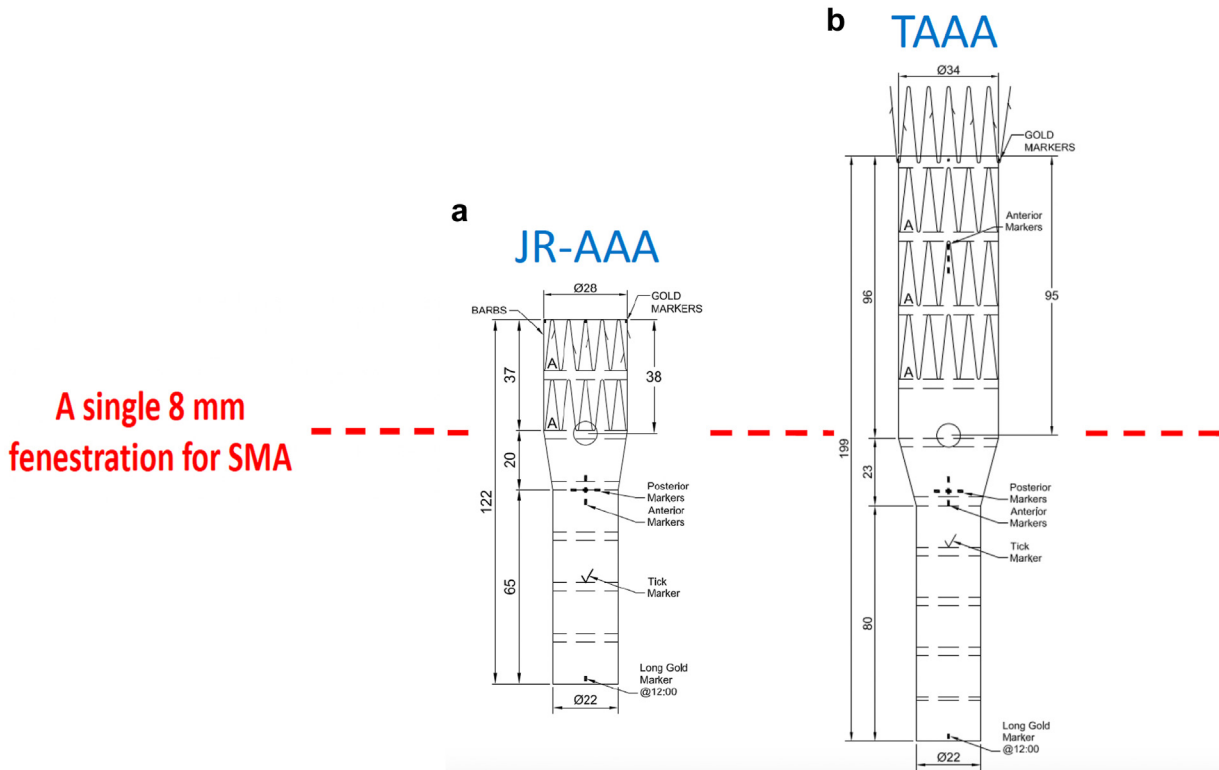 b
TAAA
Ø34
GOLD
MARKERS
A
Anterior
Markers
96
95
A
A
199
23
Posterior
Markers
Anterior
Markers
Tick
Marker
80
Long Gold
Marker
@12:00
Ø22
a
JR-AAA
Ø28
BARBS
GOLD
MARKERS
37
38
A
A
20
122
Posterior
Markers
Anterior
Markers
65
Tick
Marker
Long Gold
Marker
@12:00
Ø22
A single 8 mm
fenestration for SMA